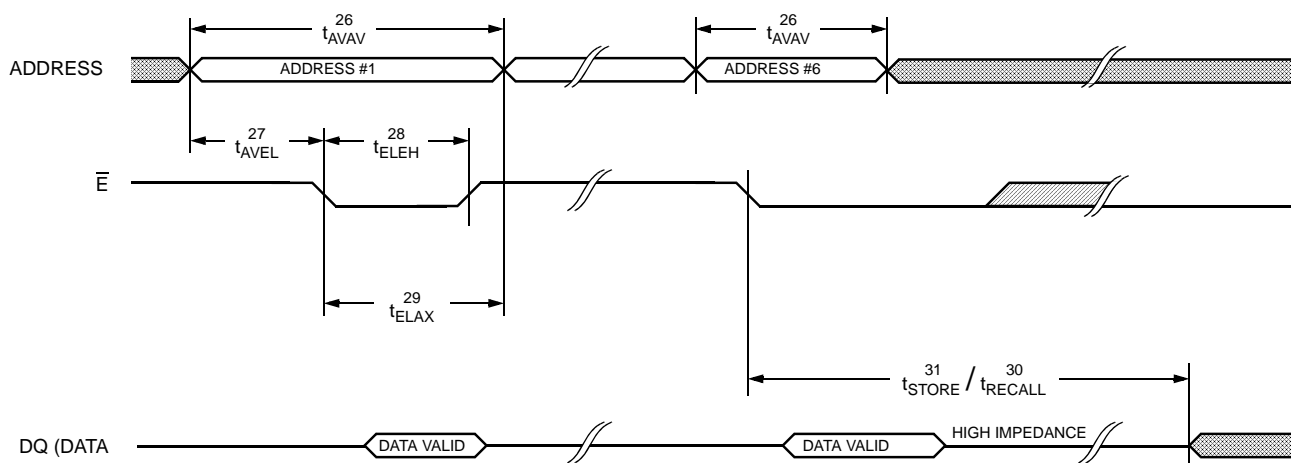 26
tAVAV
26
tAVAV
ADDRESS
ADDRESS #1
ADDRESS #6
27
tAVEL
28
tELEH
E
29
tELAX
31
tSTORE / tRECALL
30
DQ (DATA
DATA VALID
DATA VALID
HIGH IMPEDANCE